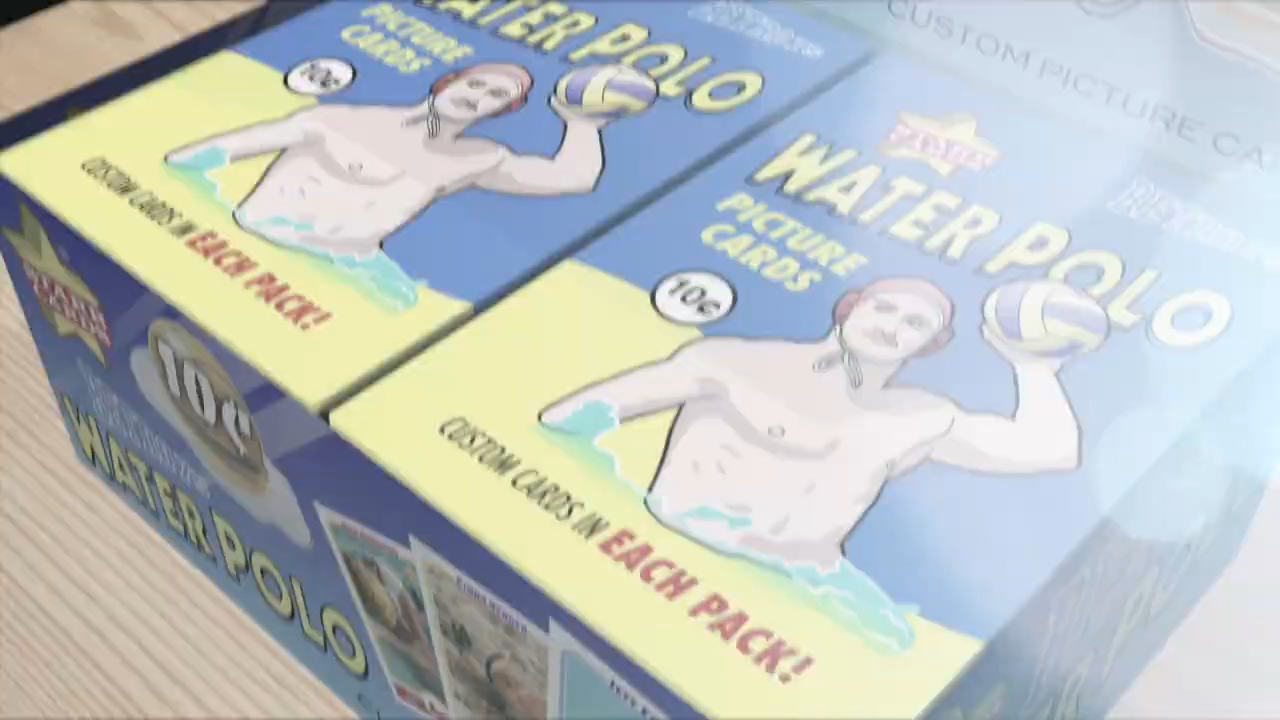 WATER POLO
PICTURE
CARDS
10¢
CUSTOM CARDS IN EACH PACK!
CUSTOM PICTURE CA
WATER POLO
PICTURE
CARDS
10¢
CUSTOM CARDS IN EACH PACK!
10¢
WATER POLO